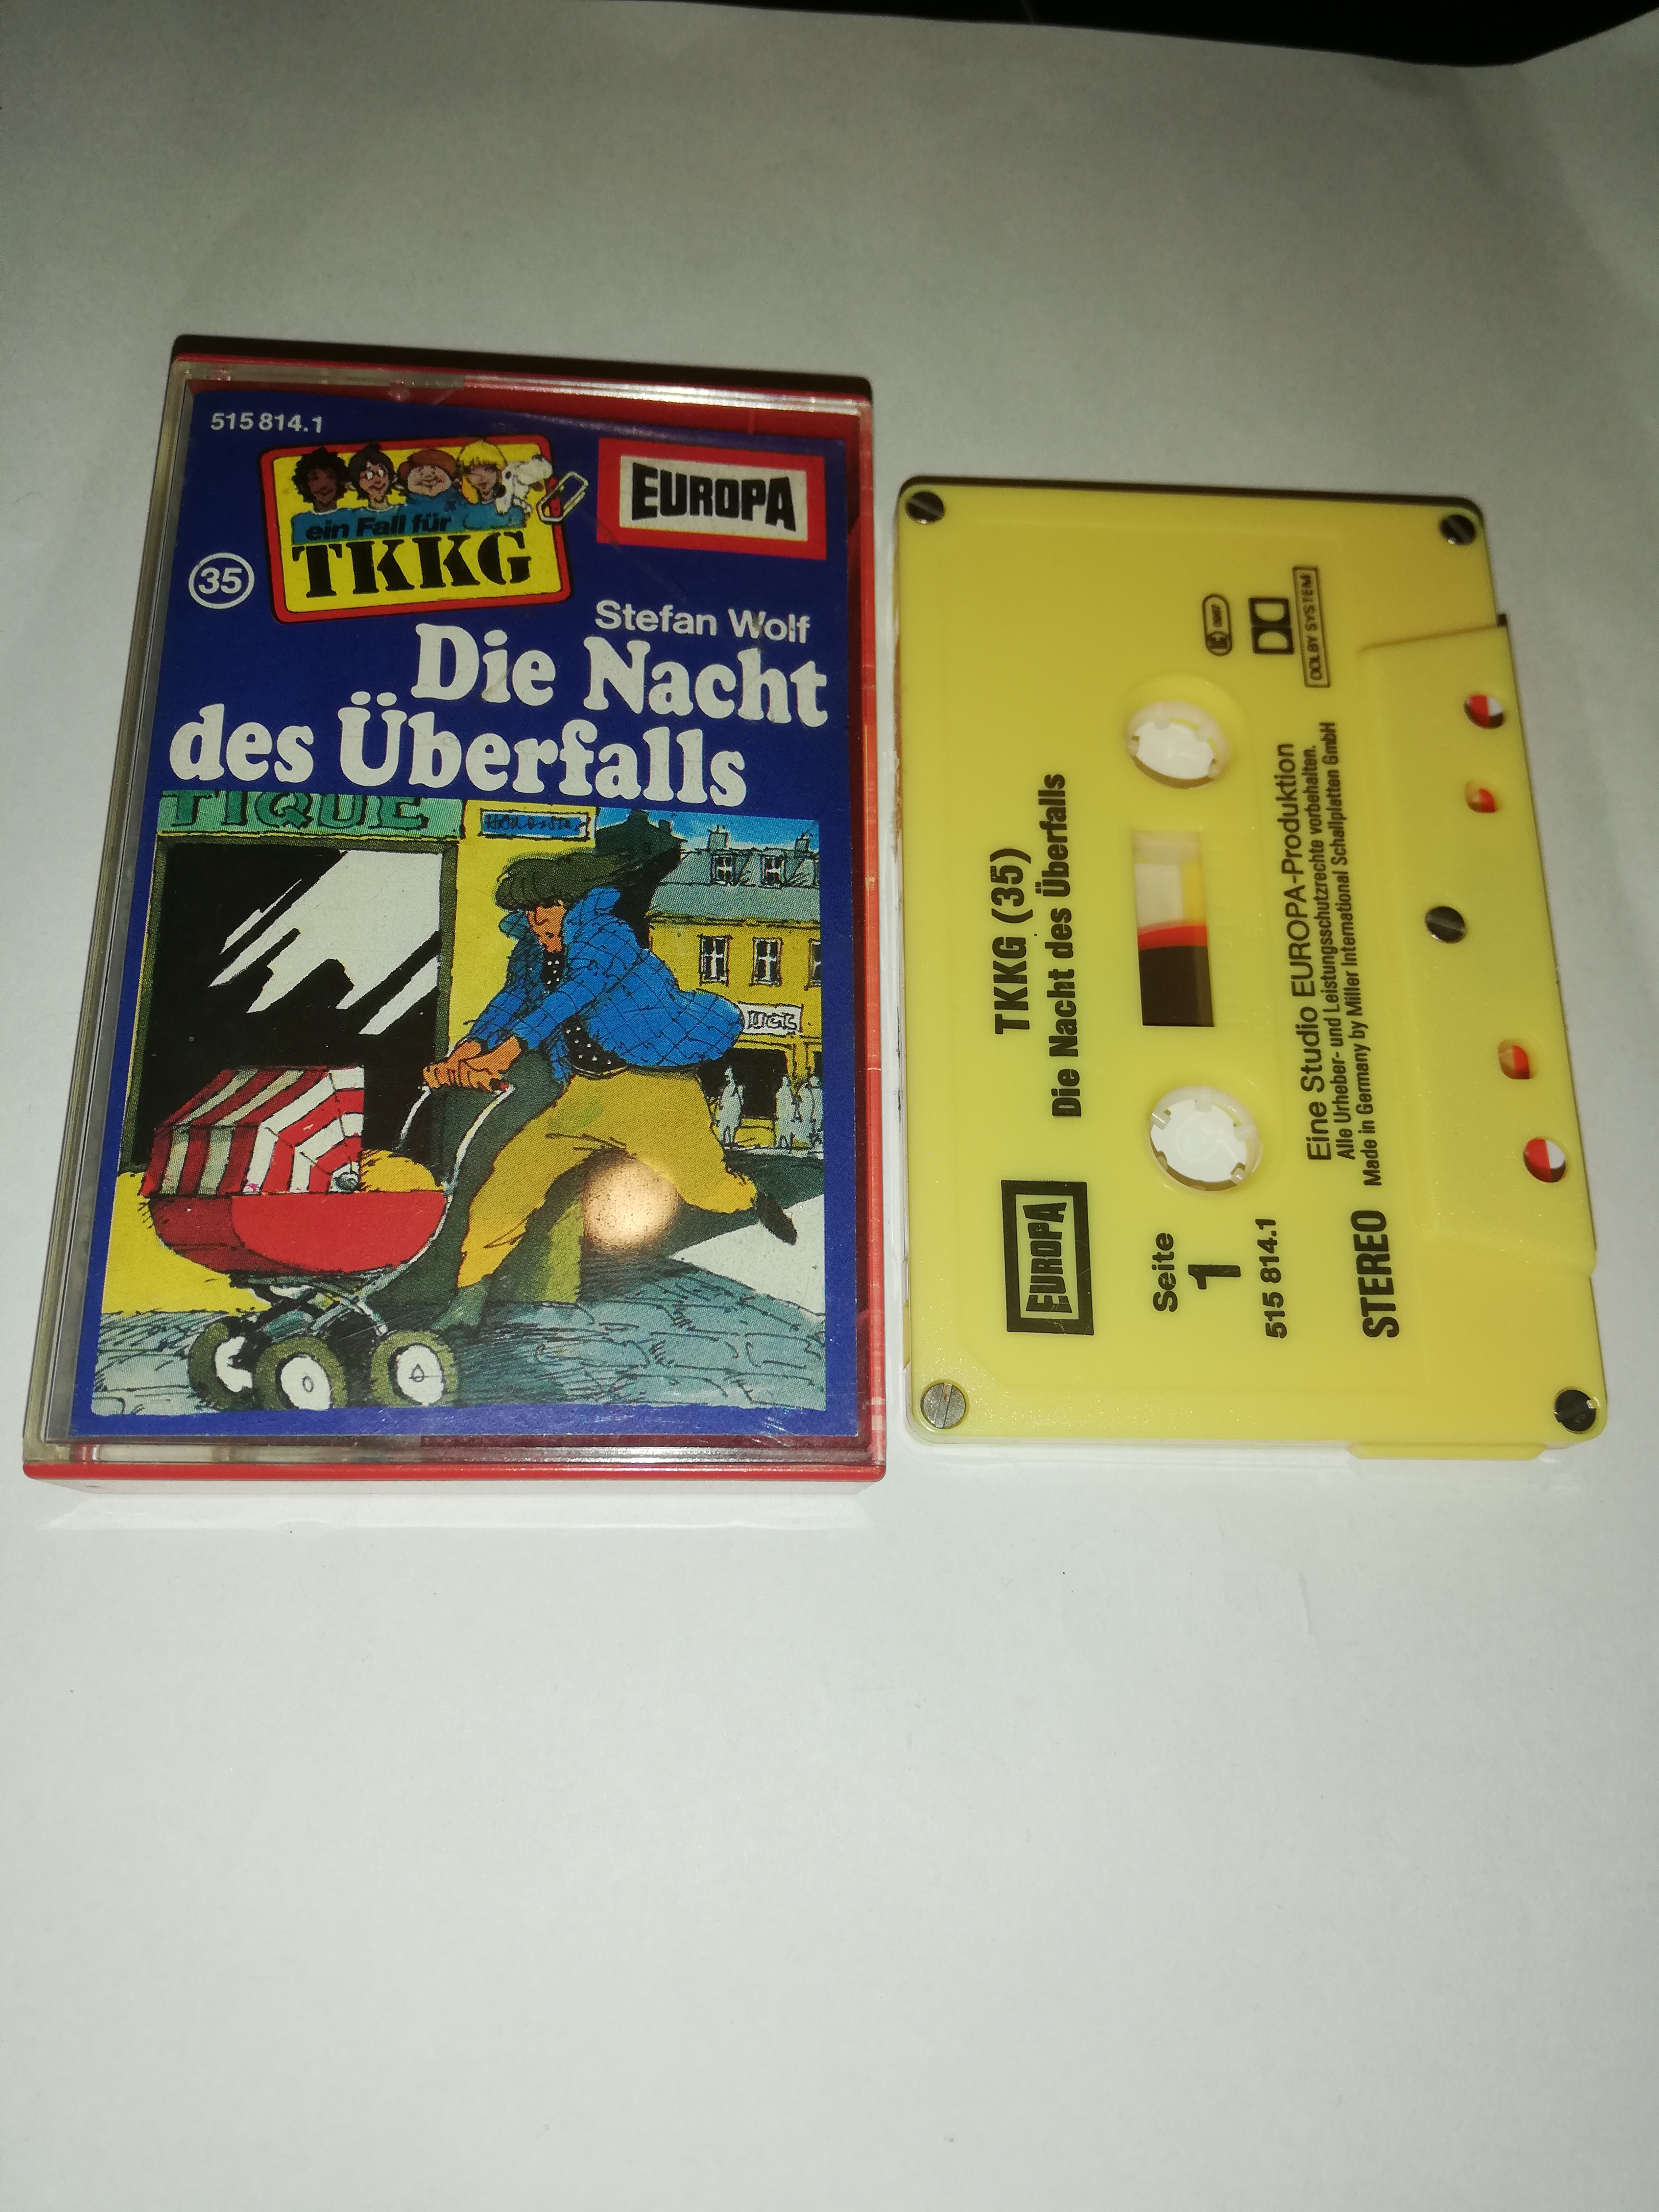 515 814.1
ein Fall für
TKKG
EUROPA
35
Stefan Wolf
Die Nacht
des Überfalls
TIQUE
TKKG (35)
Die Nacht des Überfalls
EUROPA
Seite
1
515 814.1
DOLBY SYSTEM
Eine Studio EUROPA-Produktion
Alle Urheber- und Leistungsschutzrechte vorbehalten.
Made in Germany by Miller International Schallplatten GmbH
STEREO